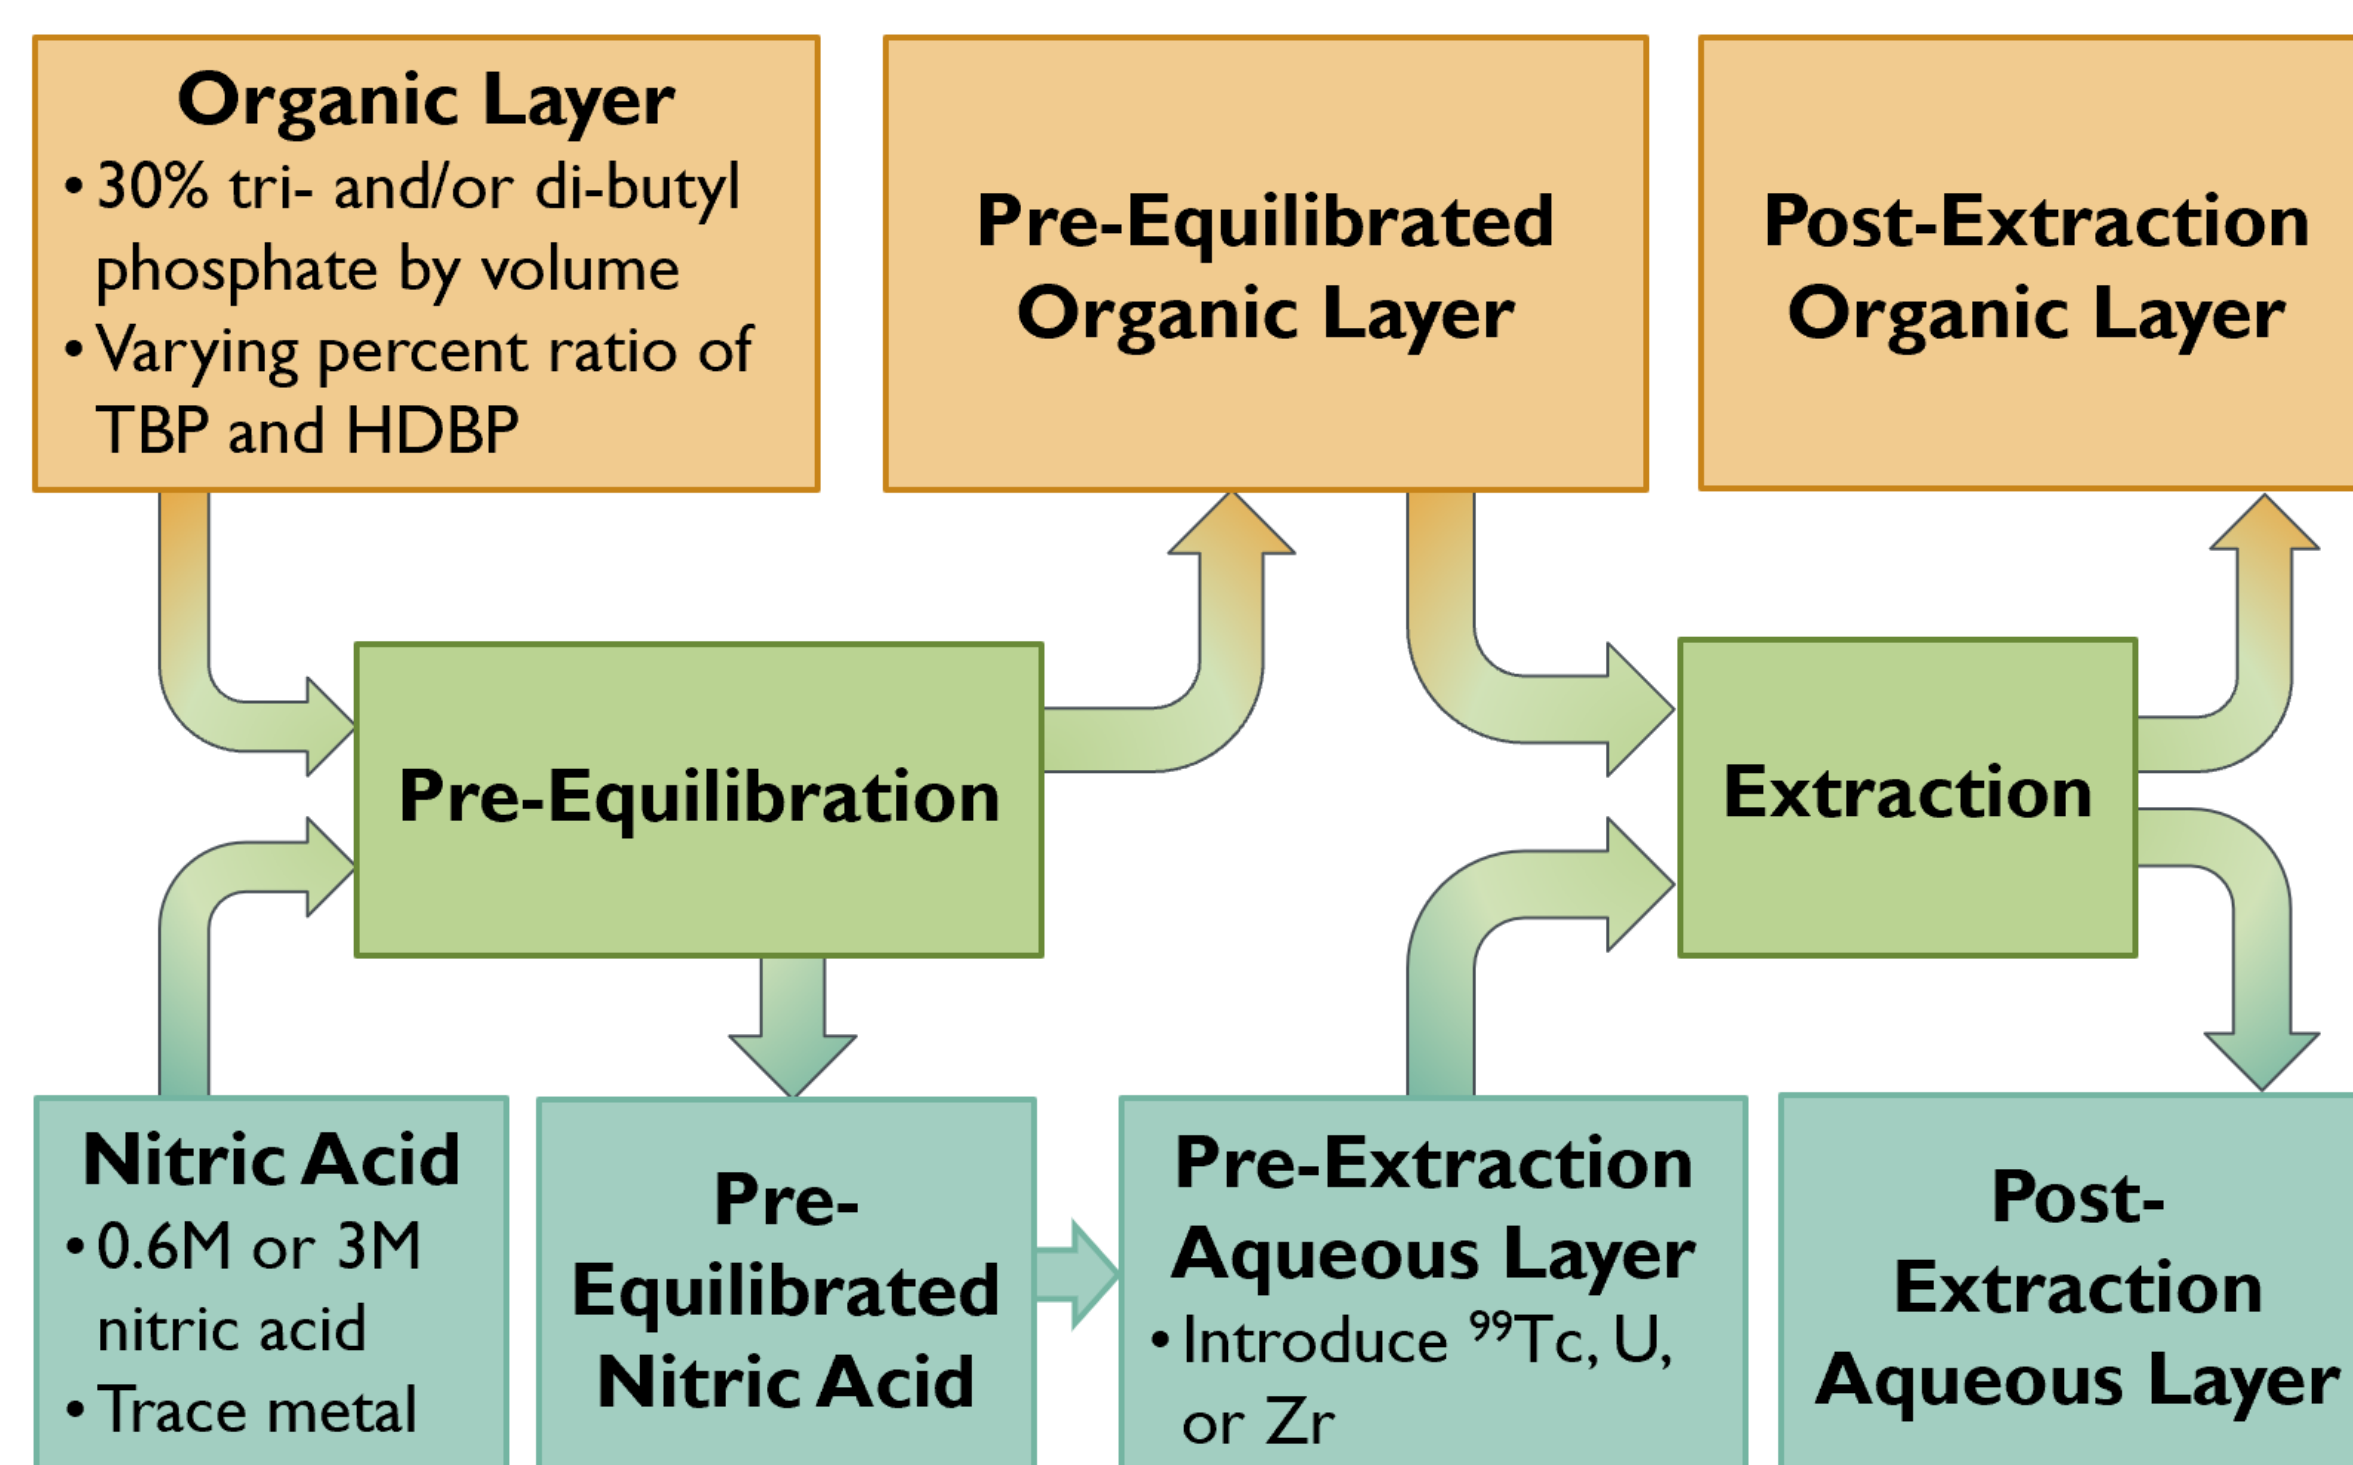 Organic Layer
• 30% tri- and/or di-butyl
phosphate by volume
• Varying percent ratio of
TBP and HDBP
Pre-Equilibrated
Organic Layer
Post-Extraction
Organic Layer
Pre-Equilibration
Extraction
Nitric Acid
• 0.6M or 3M
nitric acid
• Trace metal
Pre-
Equilibrated
Nitric Acid
Pre-Extraction
Aqueous Layer
• Introduce ⁹⁹Tc, U,
or Zr
Post-
Extraction
Aqueous Layer